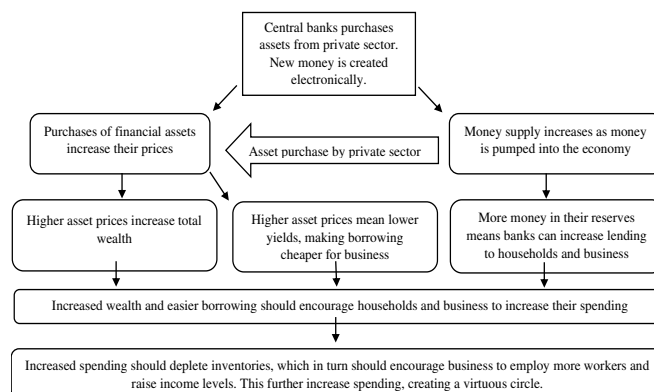 Central banks purchases
assets from private sector.
New money is created
electronically.
Purchases of financial assets
increase their prices
Asset purchase by private sector
Money supply increases as money
is pumped into the economy
Higher asset prices increase total
wealth
Higher asset prices mean lower
yields, making borrowing
cheaper for business
More money in their reserves
means banks can increase lending
to households and business
Increased wealth and easier borrowing should encourage households and business to increase their spending
Increased spending should deplete inventories, which in turn should encourage business to employ more workers and
raise income levels. This further increase spending, creating a virtuous circle.